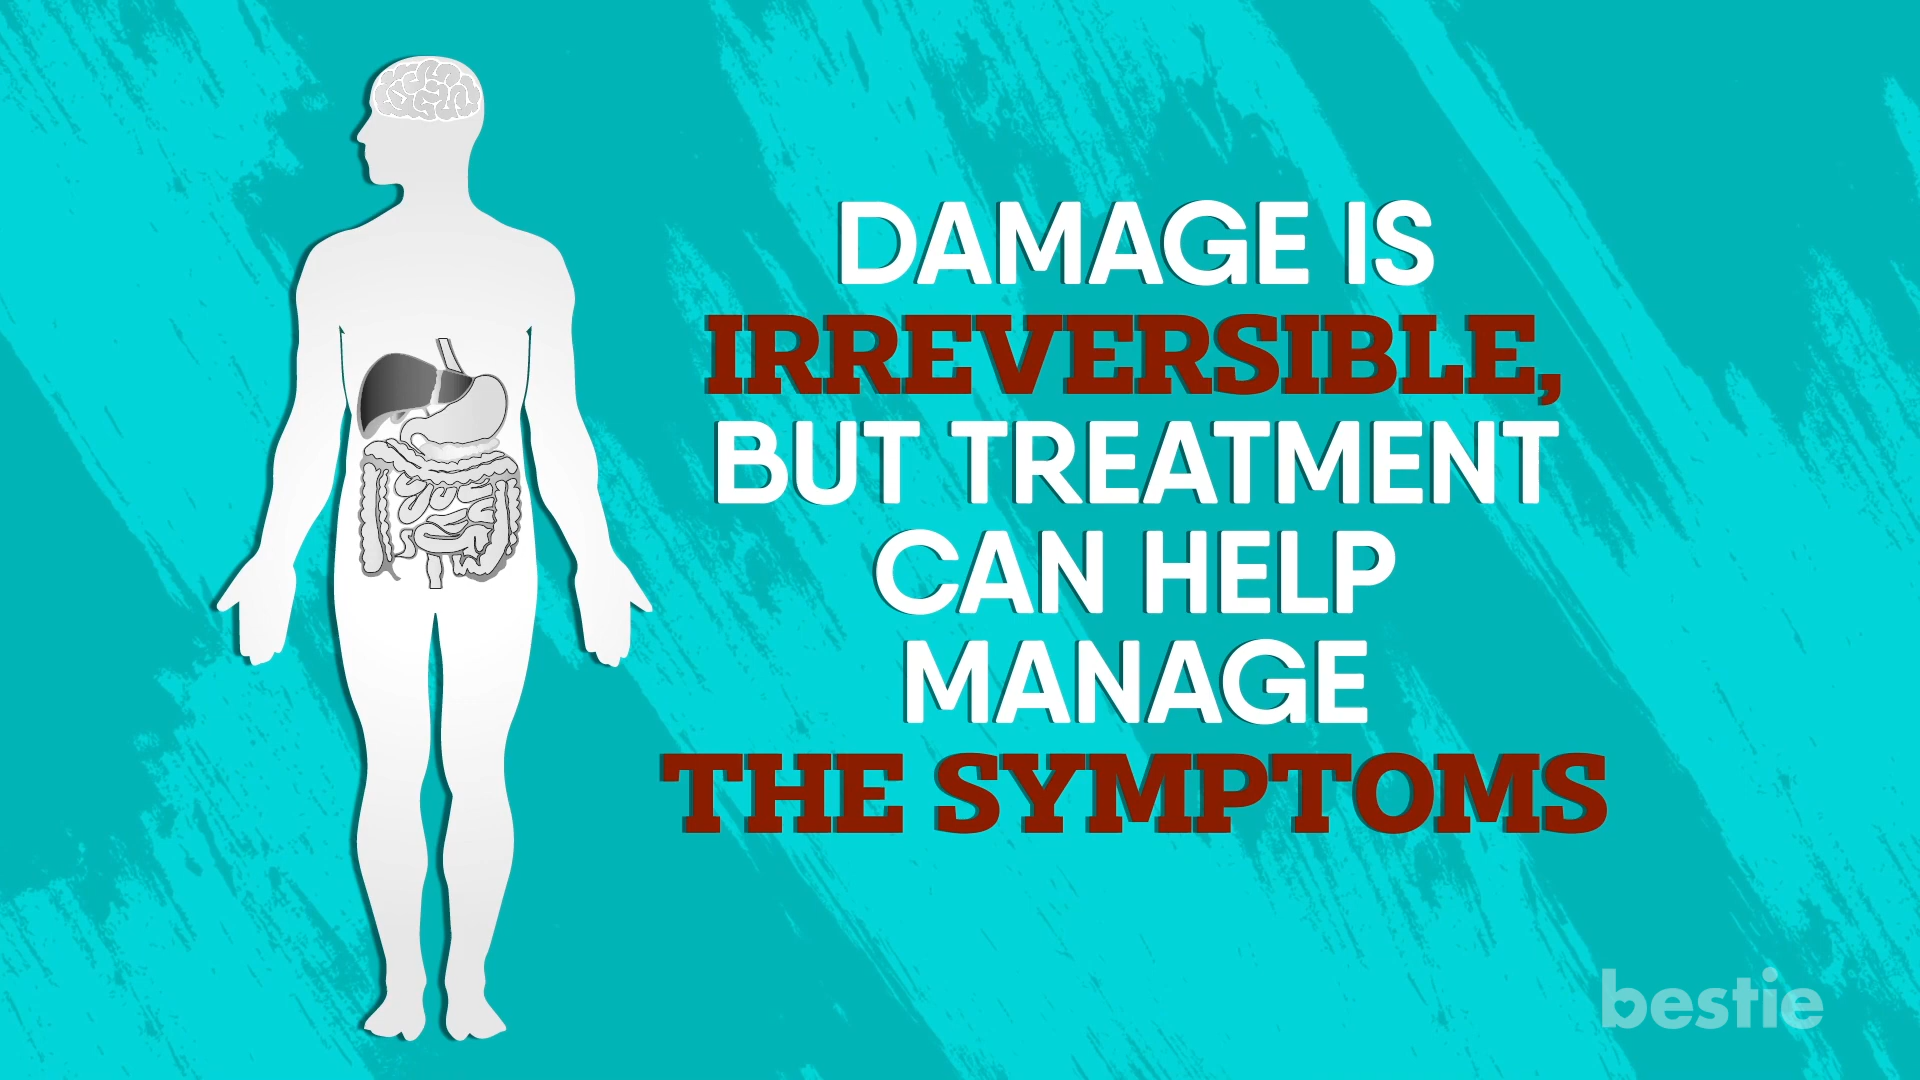 DAMAGE IS
IRREVERSIBLE,
BUT TREATMENT
CAN HELP
MANAGE
THE SYMPTOMS
bestie